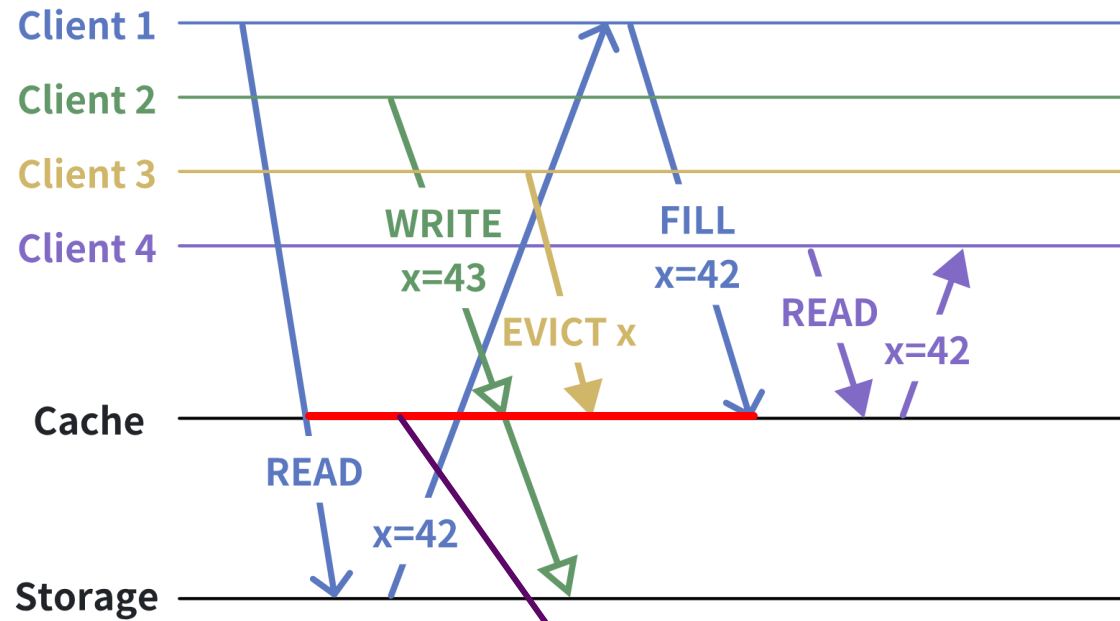 Client 1
Client 2
Client 3
Client 4
WRITE
x=43
EVICT x
FILL
x=42
READ
x=42
Cache
READ
x=42
Storage